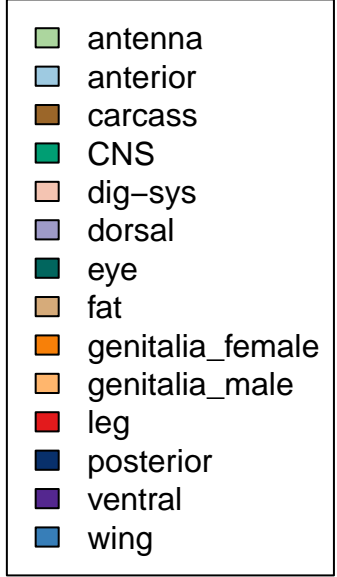 antenna
anterior
carcass
CNS
dig−sys
dorsal
eye
fat
genitalia_female
genitalia_male
leg
posterior
ventral
wing